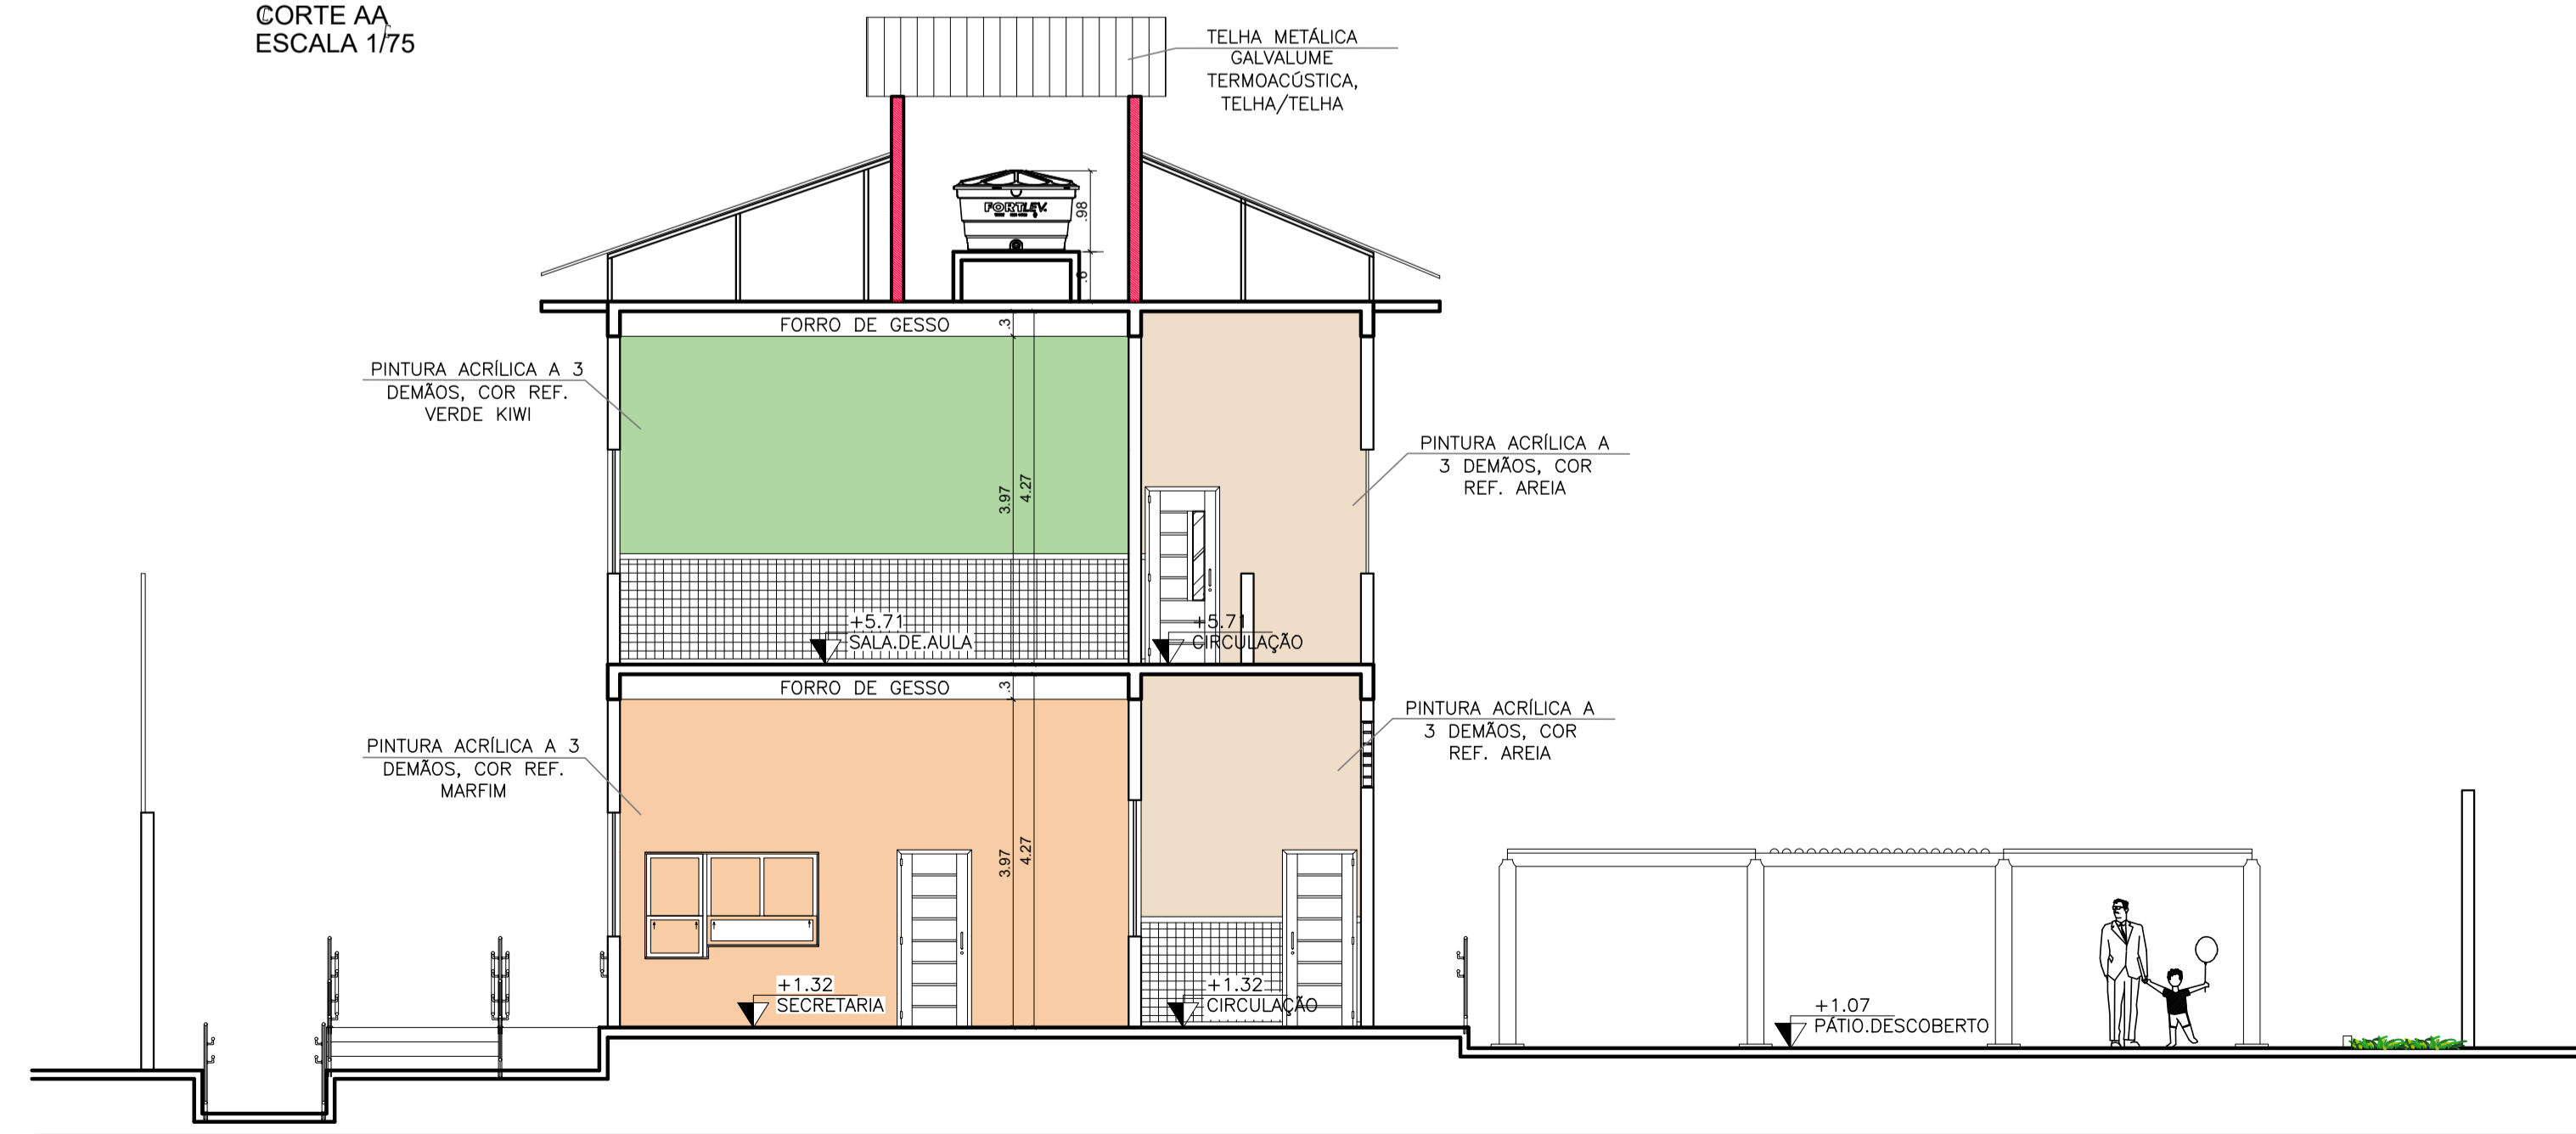 CORTE AA
ESCALA 1/75
TELHA METÁLICA
GALVALUME
TERMOACÚSTICA,
TELHA/TELHA
FORTLEV.
.98
.6
FORRO DE GESSO
.3
PINTURA ACRÍLICA A 3
DEMÃOS, COR REF.
VERDE KIWI
PINTURA ACRÍLICA A
3 DEMÃOS, COR
REF. AREIA
3.97
4.27
+5.71
SALA.DE.AULA
+5.71
CIRCULAÇÃO
FORRO DE GESSO
.3
PINTURA ACRÍLICA A
3 DEMÃOS, COR
REF. AREIA
PINTURA ACRÍLICA A 3
DEMÃOS, COR REF.
MARFIM
3.97
4.27
+1.32
SECRETARIA
+1.32
CIRCULAÇÃO
+1.07
PÁTIO.DESCOBERTO